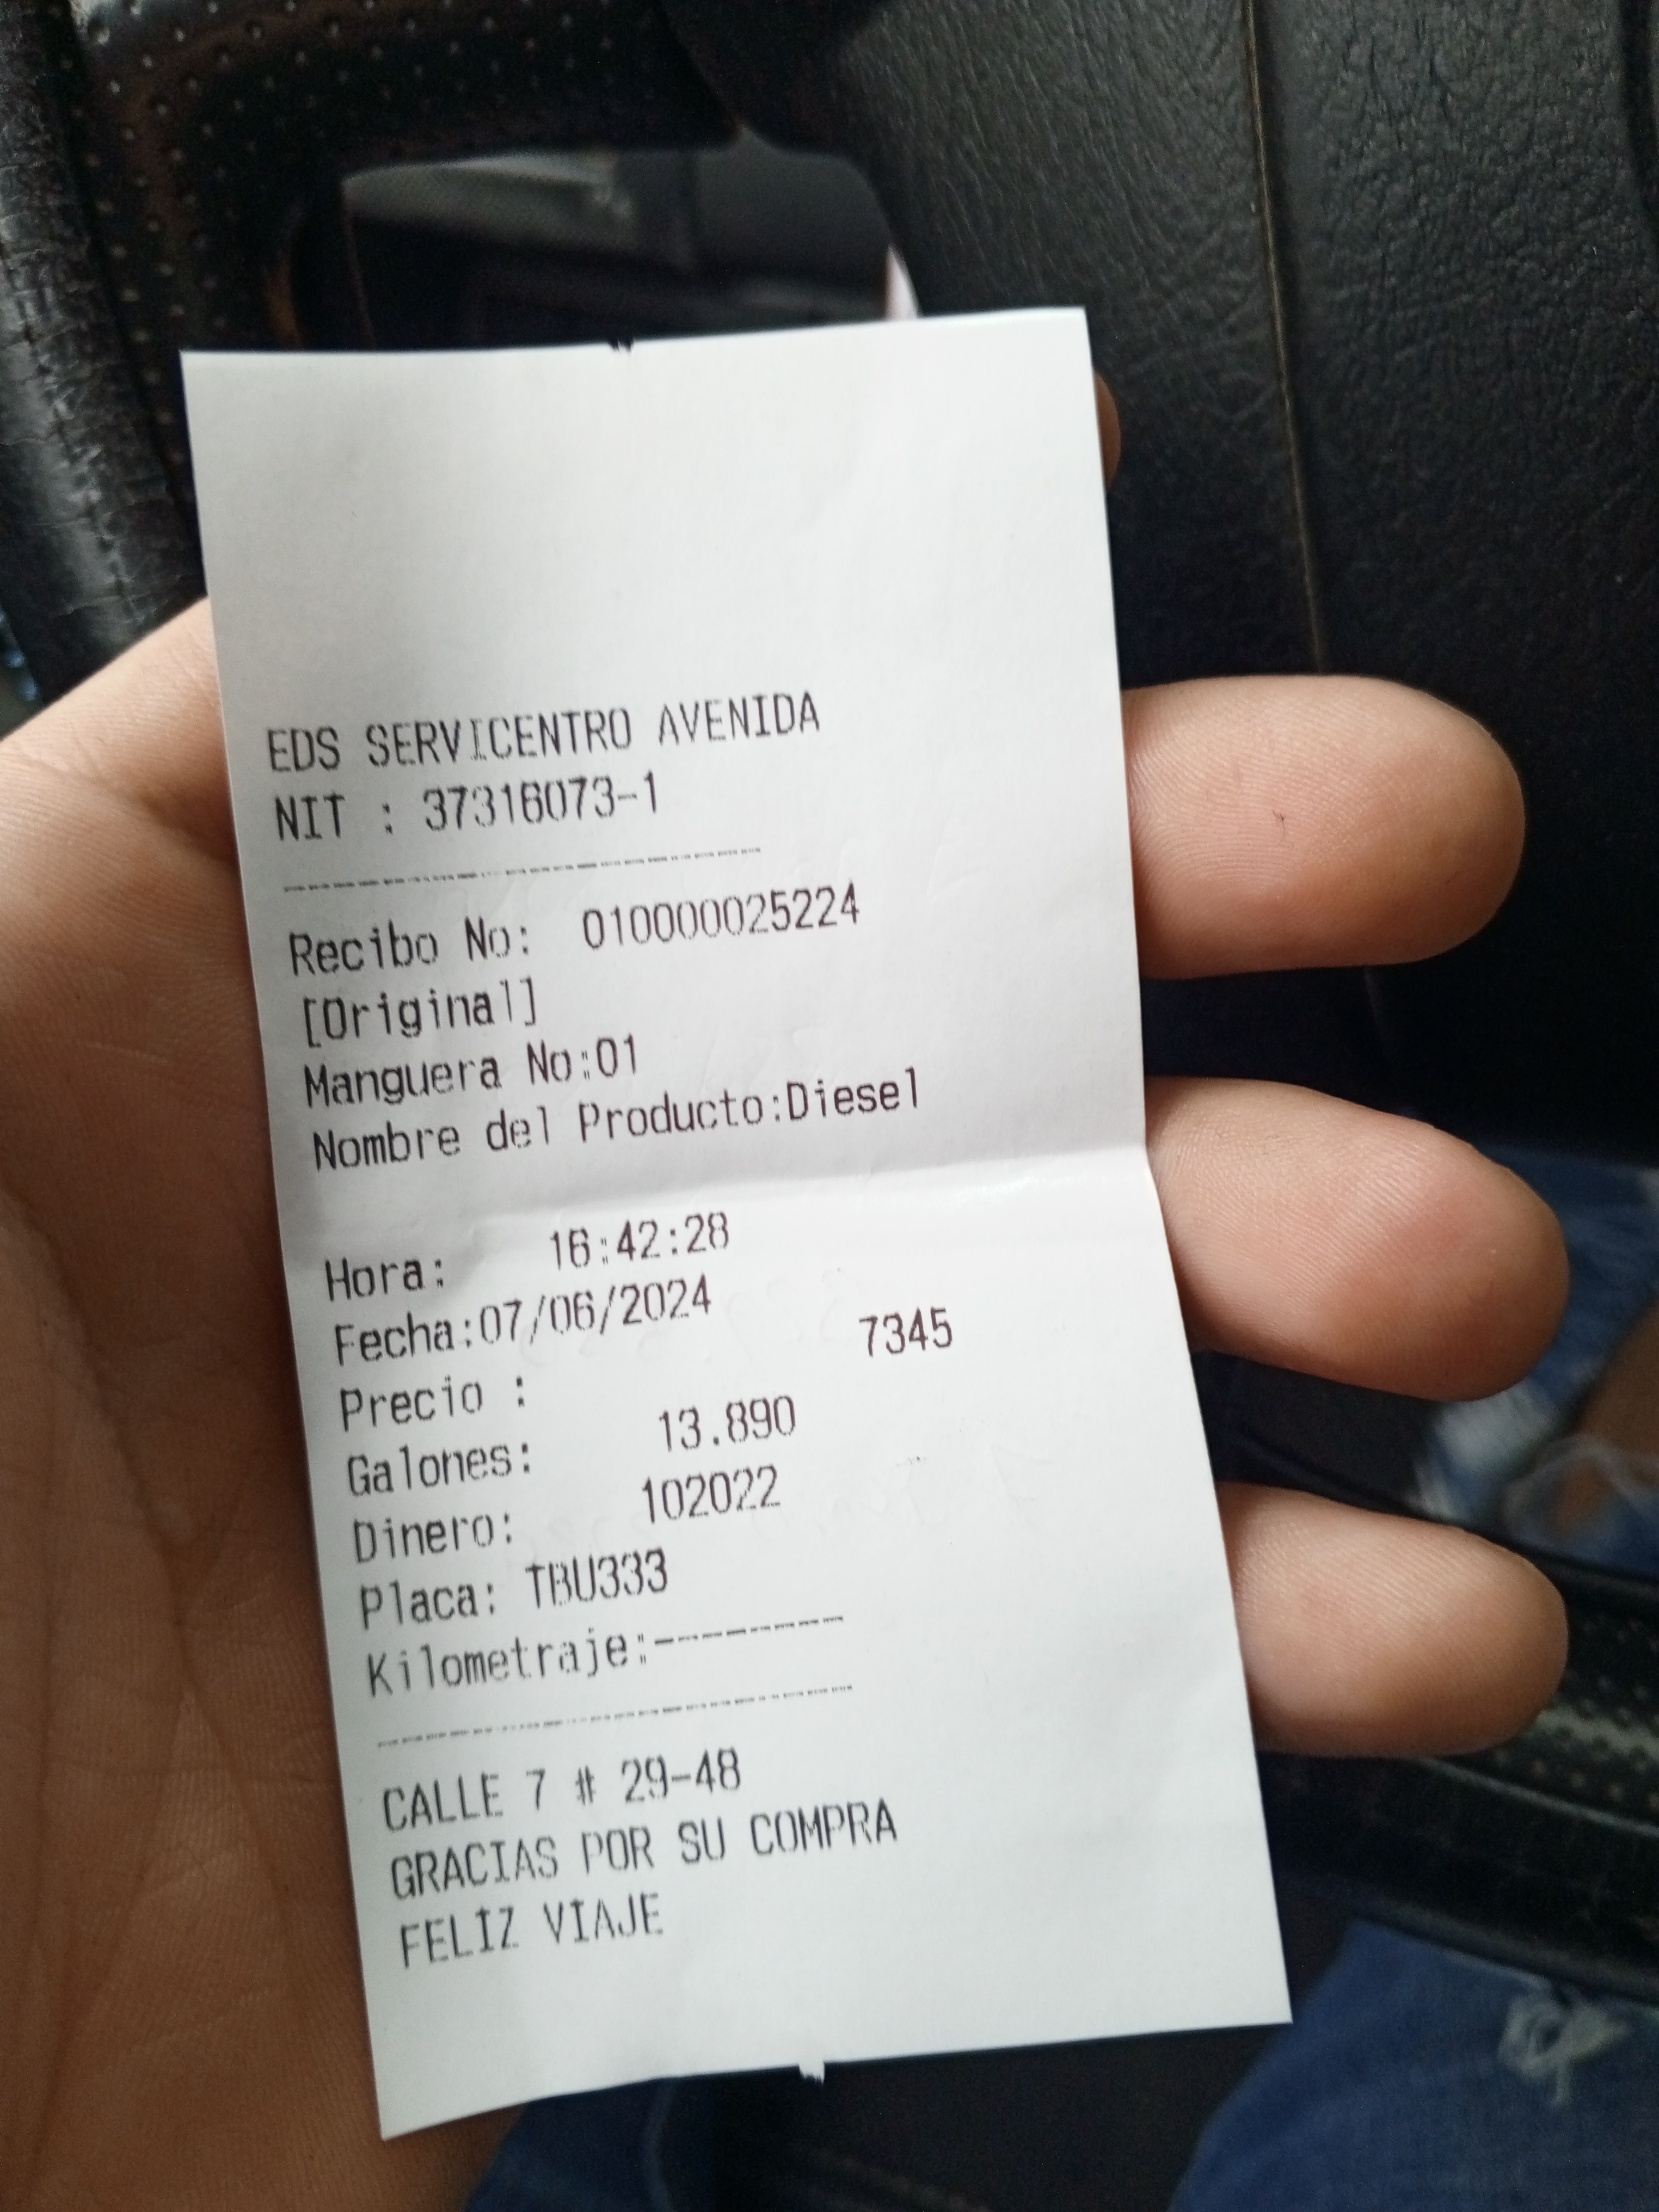 EDS SERVICENTRO AVENIDA
NIT : 37316073-1
------------------------
Recibo No: 010000025224
[Original]
Manguera No:01
Nombre del Producto:Diesel
Hora: 16:42:28
Fecha:07/06/2024
Precio : 7345
Galones: 13.890
Dinero: 102022
Placa: TBU333
Kilometraje:--------
------------------------
CALLE 7 # 29-48
GRACIAS POR SU COMPRA
FELIZ VIAJE